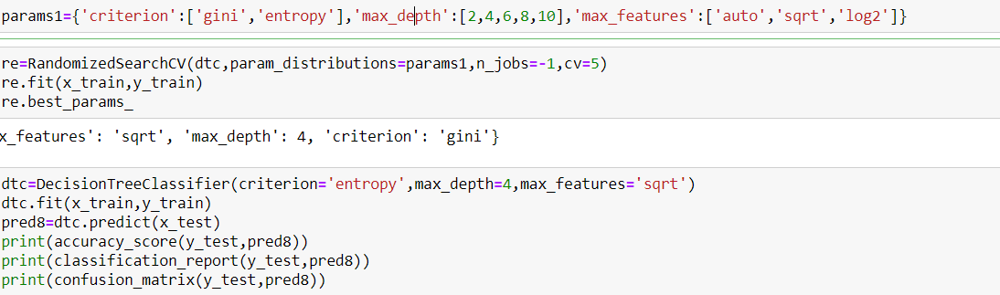 params1={'criterion':['gini','entropy'],'max_depth':[2,4,6,8,10],'max_features':['auto','sqrt','log2']}
re=RandomizedSearchCV(dtc,param_distributions=params1,n_jobs=-1,cv=5)
re.fit(x_train,y_train)
re.best_params_
x_features': 'sqrt', 'max_depth': 4, 'criterion': 'gini'}
dtc=DecisionTreeClassifier(criterion='entropy',max_depth=4,max_features='sqrt')
dtc.fit(x_train,y_train)
pred8=dtc.predict(x_test)
print(accuracy_score(y_test,pred8))
print(classification_report(y_test,pred8))
print(confusion_matrix(y_test,pred8))